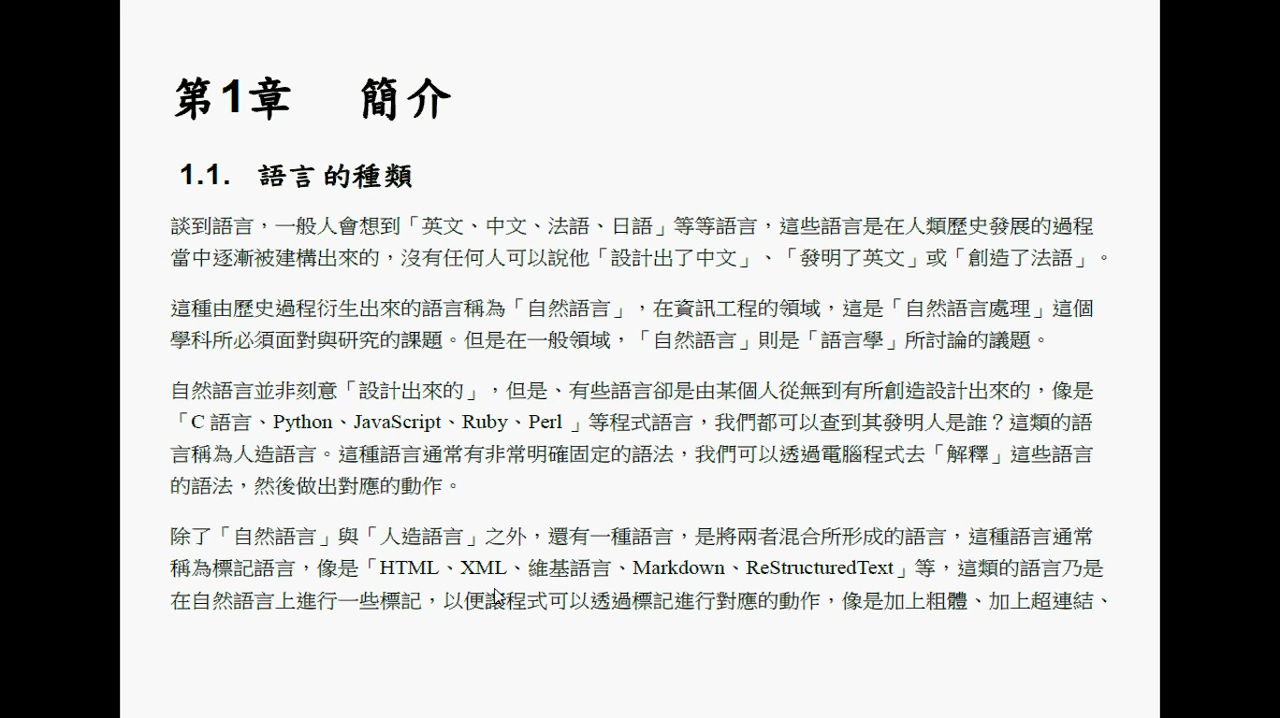 第1章 簡介
1.1. 語言的種類
談到語言，一般人會想到「英文、中文、法語、日語」等等語言，這些語言是在人類歷史發展的過程
當中逐漸被建構出來的，沒有任何人可以說他「設計出了中文」、「發明了英文」或「創造了法語」。
這種由歷史過程衍生出來的語言稱為「自然語言」，在資訊工程的領域，這是「自然語言處理」這個
學科所必須面對與研究的課題。但是在一般領域，「自然語言」則是「語言學」所討論的議題。
自然語言並非刻意「設計出來的」，但是、有些語言卻是由某個人從無到有所創造設計出來的，像是
「C 語言、Python、JavaScript、Ruby、Perl 」等程式語言，我們都可以查到其發明人是誰？這類的語
言稱為人造語言。這種語言通常有非常明確固定的語法，我們可以透過電腦程式去「解釋」這些語言
的語法，然後做出對應的動作。
除了「自然語言」與「人造語言」之外，還有一種語言，是將兩者混合所形成的語言，這種語言通常
稱為標記語言，像是「HTML、XML、維基語言、Markdown、ReStructuredText」等，這類的語言乃是
在自然語言上進行一些標記，以便讓程式可以透過標記進行對應的動作，像是加上粗體、加上超連結、